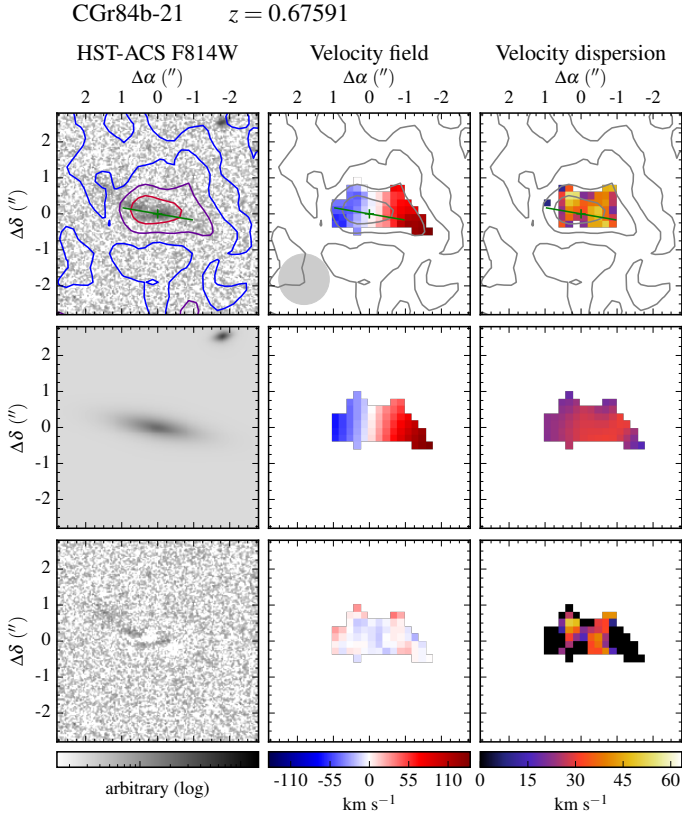 CGr84b-21 z = 0.67591
HST-ACS F814W Velocity field Velocity dispersion
Δα (″) Δα (″) Δα (″)
2 1 0 -1 -2 2 1 0 -1 -2 2 1 0 -1 -2
2
1
0
-1
-2
Δδ (″)
2
1
0
-1
-2
Δδ (″)
2
1
0
-1
-2
Δδ (″)
-110 -55 0 55 110 0 15 30 45 60
arbitrary (log) km s⁻¹ km s⁻¹